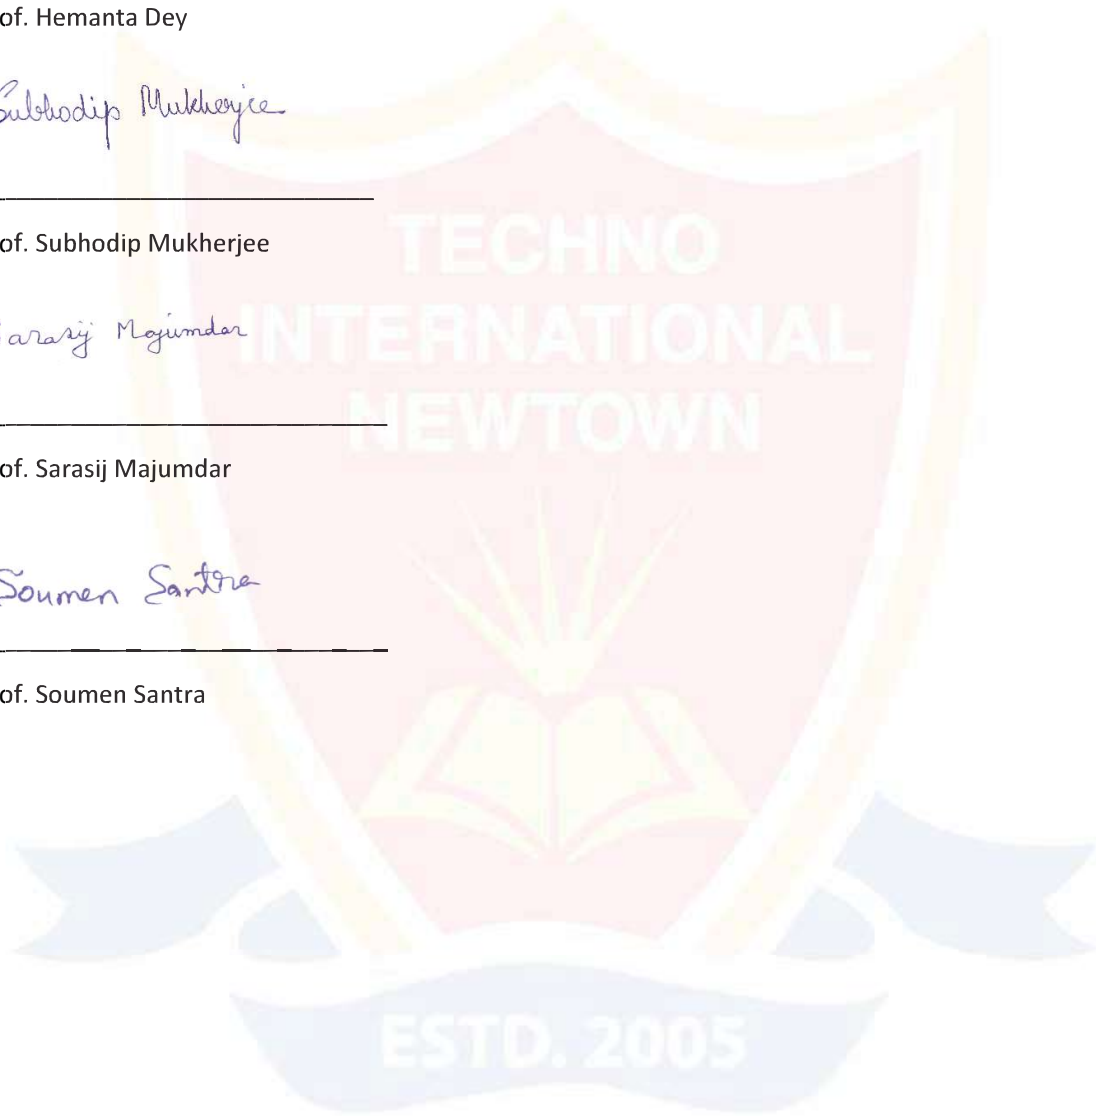 of. Hemanta Dey
Subhodip Mukherjee
of. Subhodip Mukherjee
TECHNO
INTERNATIONAL
NEWTOWN
arasij Majumdar
of. Sarasij Majumdar
Soumen Santra
of. Soumen Santra
ESTD. 2005